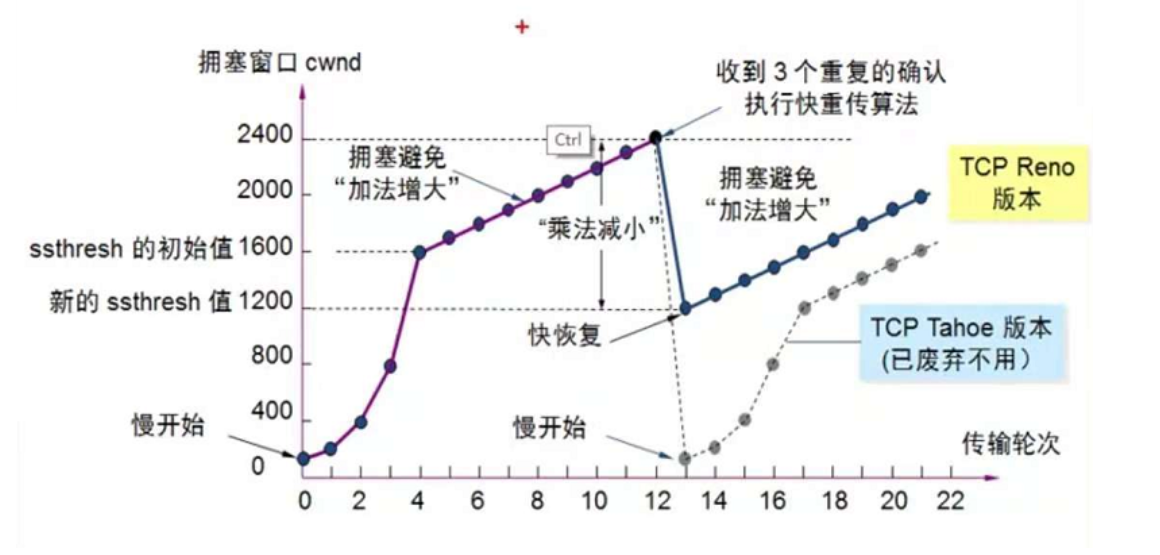 拥塞窗口 cwnd
收到 3 个重复的确认
执行快重传算法
2400
Ctrl
拥塞避免
“加法增大”
拥塞避免
“加法增大”
TCP Reno
版本
2000
“乘法减小”
ssthresh 的初始值 1600
新的 ssthresh 值 1200
快恢复
TCP Tahoe 版本
(已废弃不用）
800
400
慢开始
慢开始
传输轮次
0
0 2 4 6 8 10 12 14 16 18 20 22